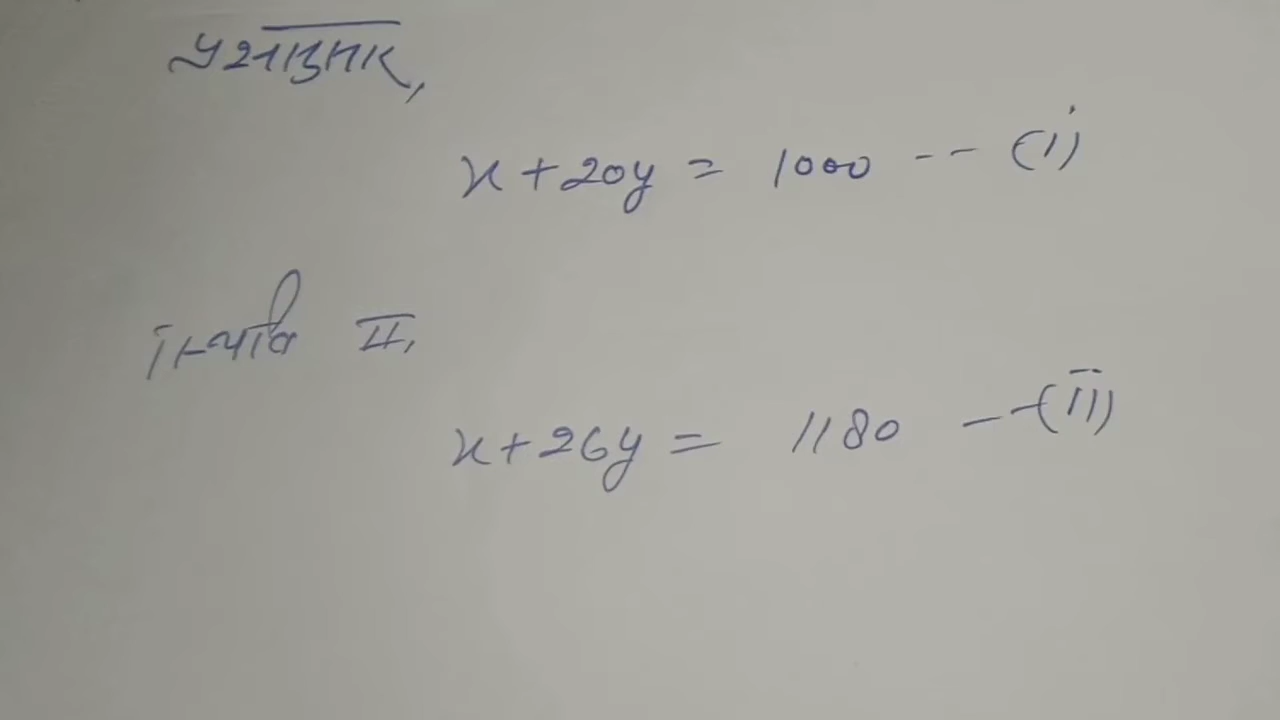 प्रश्नानुसार,
x + 20y = 1000 -- (i)
स्थिति II,
x + 26y = 1180 -- (ii)